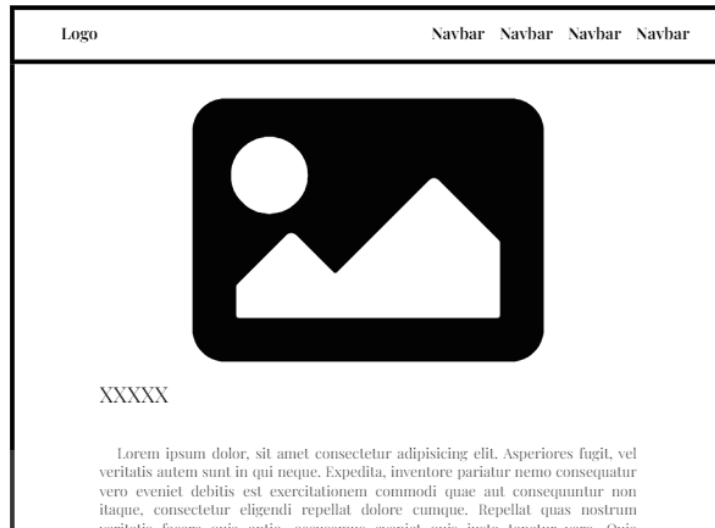 Logo Navbar Navbar Navbar Navbar
XXXXX
Lorem ipsum dolor, sit amet consectetur adipisicing elit. Asperiores fugit, vel
veritatis autem sunt in qui neque. Expedita, inventore pariatur nemo consequatur
vero eveniet debitis est exercitationem commodi quae aut consequuntur non
itaque, consectetur eligendi repellat dolore cumque. Repellat quas nostrum